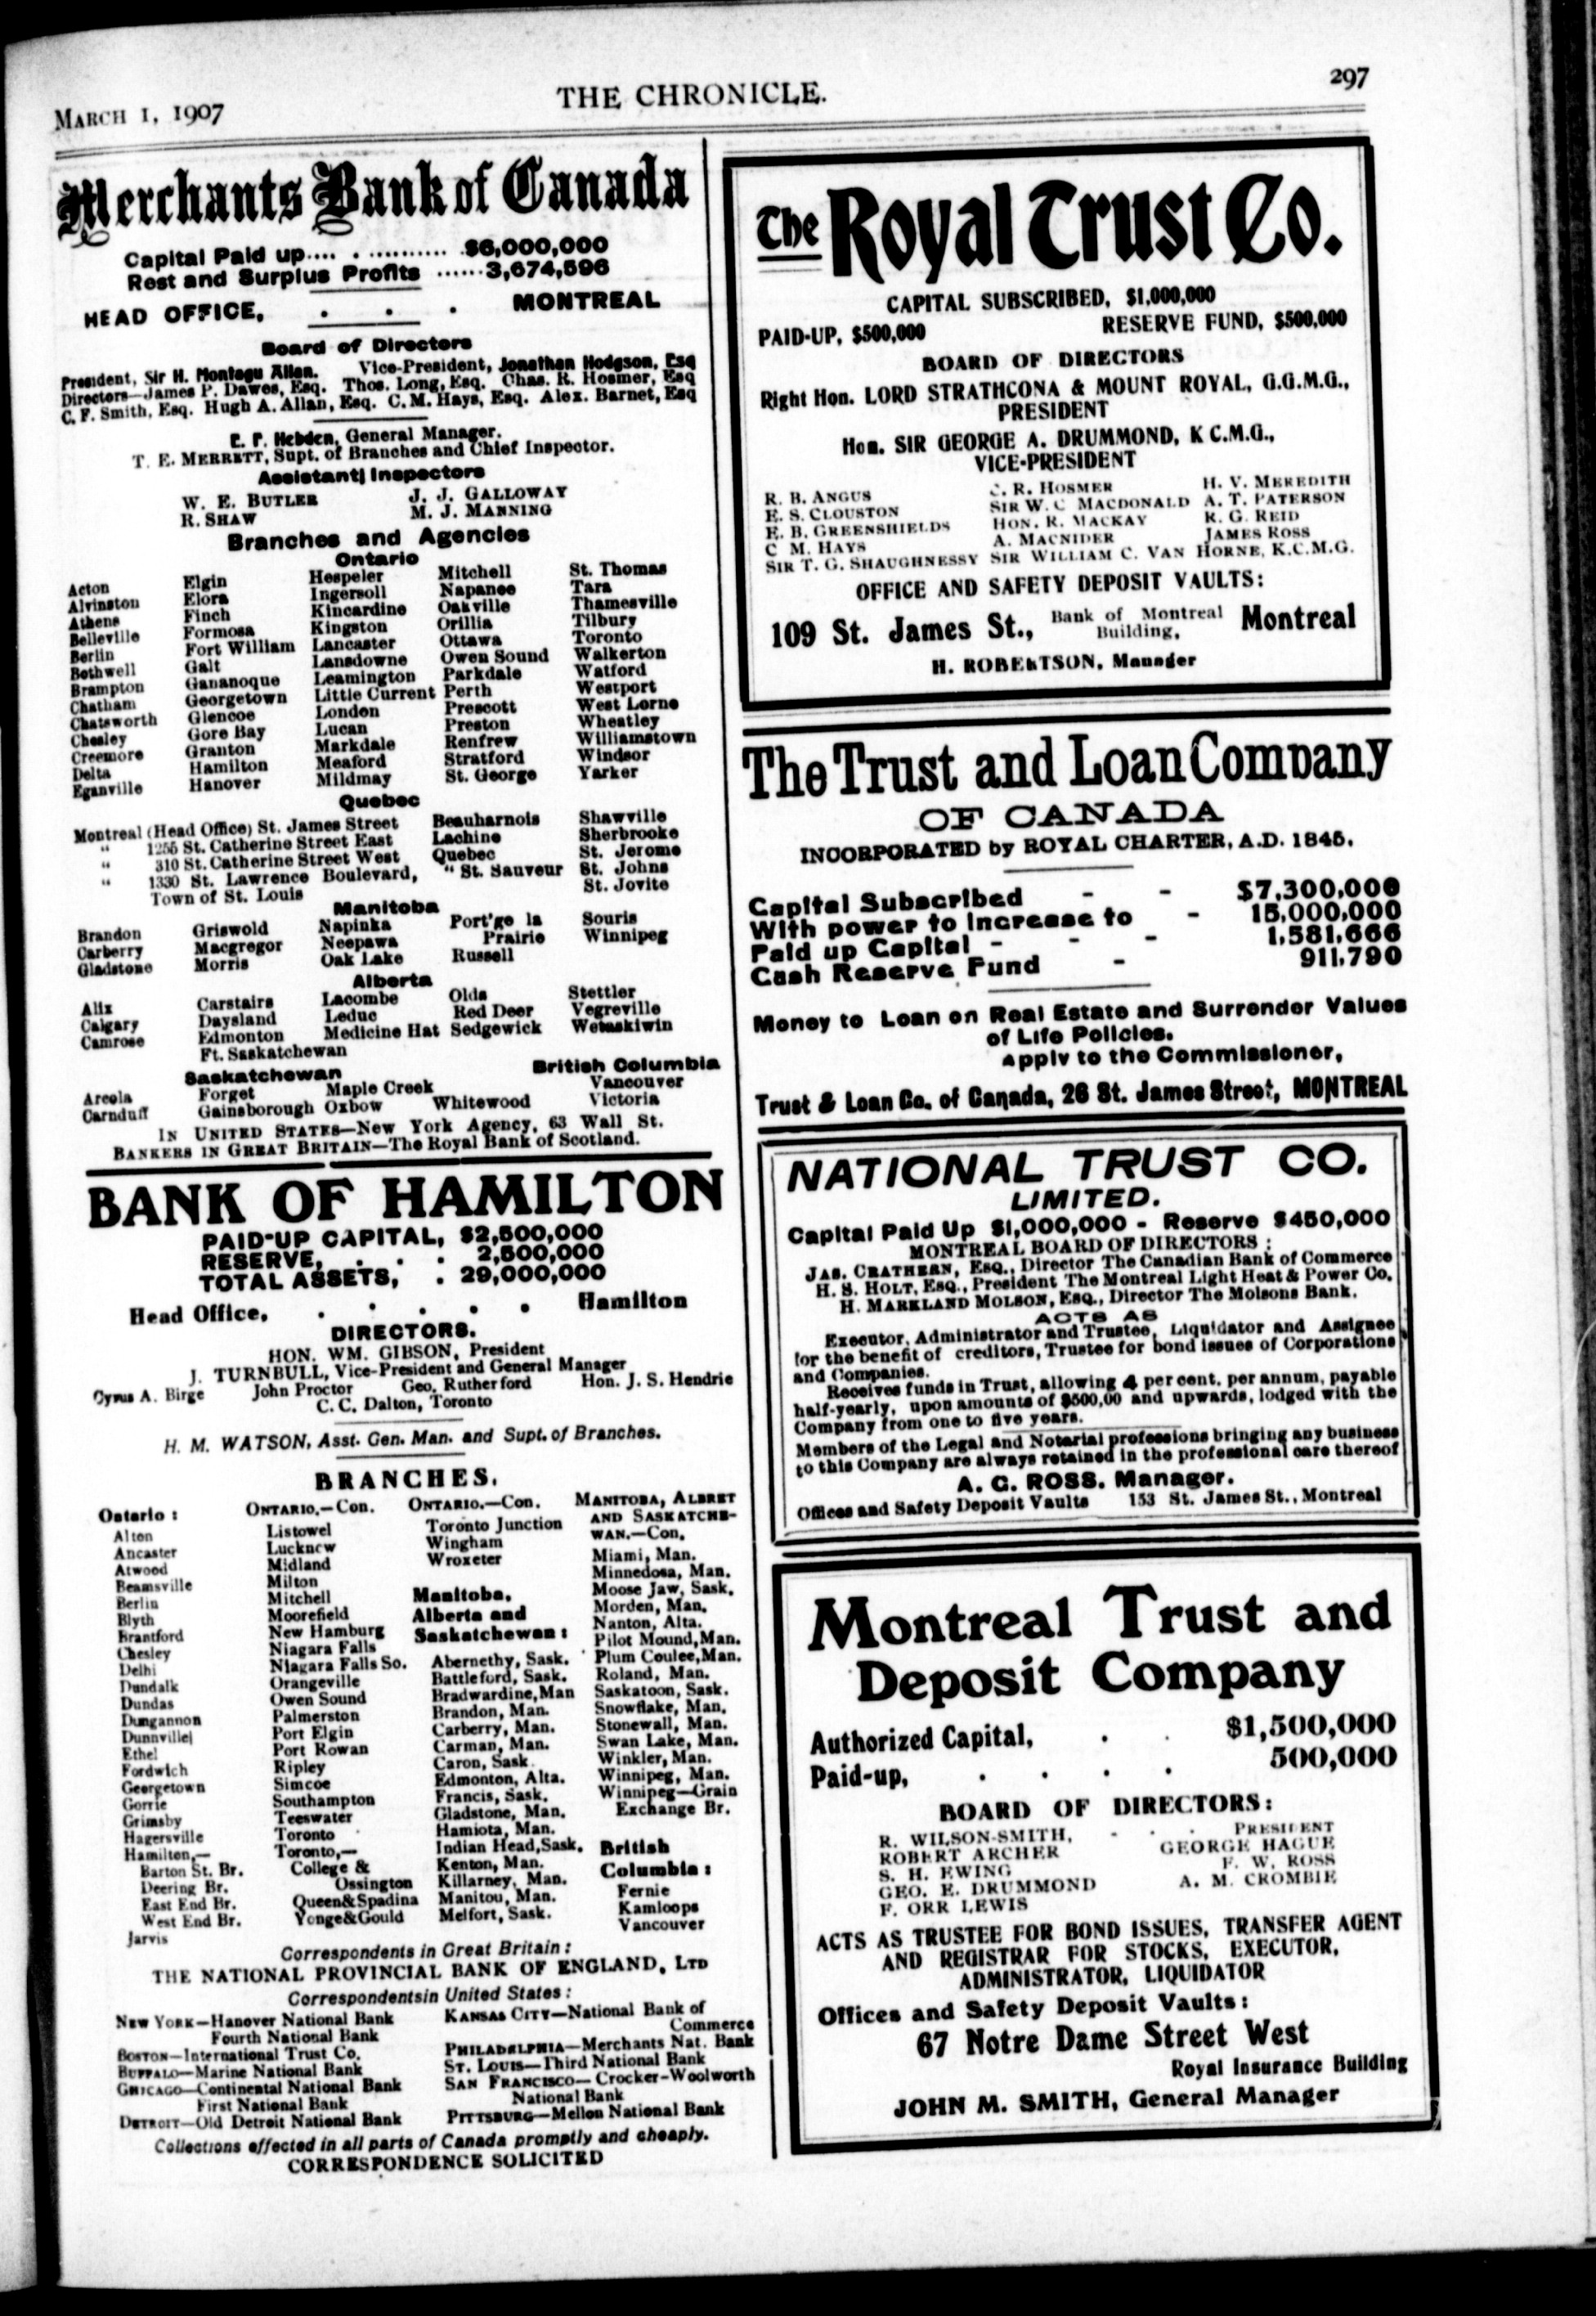 MARCH 1, 1907
THE CHRONICLE.
297
Merchants Bank of Canada
Capital Paid up.... . .......... $6,000,000
Rest and Surplus Profits ......3,674,596
HEAD OFFICE, . . . MONTREAL
Board of Directors
President, Sir H. Montagu Allan. Vice-President, Jonathan Hodgson, Esq
Directors—James P. Dawes, Esq. Thos. Long, Esq. Chas. R. Hosmer, Esq
C. F. Smith, Esq. Hugh A. Allan, Esq. C. M. Hays, Esq. Alex. Barnet, Esq
E. F. Hebden, General Manager.
T. E. MERRETT, Supt. of Branches and Chief Inspector.
Assistant Inspectors
W. E. BUTLER J. J. GALLOWAY
R. SHAW M. J. MANNING
Branches and Agencies
Ontario
Acton Elgin Hespeler Mitchell St. Thomas
Alvinston Elora Ingersoll Napanee Tara
Athens Finch Kincardine Oakville Thamesville
Belleville Formosa Kingston Orillia Tilbury
Berlin Fort William Lancaster Ottawa Toronto
Bothwell Galt Lansdowne Owen Sound Walkerton
Brampton Gananoque Leamington Parkdale Watford
Chatham Georgetown Little Current Perth Westport
Chatsworth Glencoe London Prescott West Lorne
Chesley Gore Bay Lucan Preston Wheatley
Creemore Granton Markdale Renfrew Williamstown
Delta Hamilton Meaford Stratford Windsor
Eganville Hanover Mildmay St. George Yarker
Quebec
Montreal (Head Office) St. James Street Beauharnois Shawville
" 1255 St. Catherine Street East Lachine Sherbrooke
" 310 St. Catherine Street West Quebec St. Jerome
" 1330 St. Lawrence Boulevard, " St. Sauveur St. Johns
Town of St. Louis St. Jovite
Manitoba
Brandon Griswold Napinka Port'ge la Souris
Carberry Macgregor Neepawa Prairie Winnipeg
Gladstone Morris Oak Lake Russell
Alberta
Alix Carstairs Lacombe Olds Stettler
Calgary Daysland Leduc Red Deer Vegreville
Camrose Edmonton Medicine Hat Sedgewick Wetaskiwin
Ft. Saskatchewan
Saskatchewan British Columbia
Arcola Forget Maple Creek Vancouver
Carnduff Gainsborough Oxbow Whitewood Victoria
IN UNITED STATES—New York Agency, 63 Wall St.
BANKERS IN GREAT BRITAIN—The Royal Bank of Scotland.
BANK OF HAMILTON
PAID-UP CAPITAL, $2,500,000
RESERVE, . . . 2,500,000
TOTAL ASSETS, . 29,000,000
Head Office, . . . . . Hamilton
DIRECTORS.
HON. WM. GIBSON, President
J. TURNBULL, Vice-President and General Manager
Cyrus A. Birge John Proctor Geo. Rutherford Hon. J. S. Hendrie
C. C. Dalton, Toronto
H. M. WATSON, Asst. Gen. Man. and Supt. of Branches.
BRANCHES.
Ontario :
Alton
Ancaster
Atwood
Beamsville
Berlin
Blyth
Brantford
Chesley
Delhi
Dundalk
Dundas
Dungannon
Dunnville
Ethel
Fordwich
Georgetown
Gorrie
Grimsby
Hagersville
Hamilton,—
Barton St. Br.
Deering Br.
East End Br.
West End Br.
Jarvis
ONTARIO.—Con.
Listowel
Lucknow
Midland
Milton
Mitchell
Moorefield
New Hamburg
Niagara Falls
Niagara Falls So.
Orangeville
Owen Sound
Palmerston
Port Elgin
Port Rowan
Ripley
Simcoe
Southampton
Teeswater
Toronto
Toronto,—
College &
Ossington
Queen&Spadina
Yonge&Gould
ONTARIO.—Con.
Toronto Junction
Wingham
Wroxeter
Manitoba,
Alberta and
Saskatchewan :
Abernethy, Sask.
Battleford, Sask.
Bradwardine,Man
Brandon, Man.
Carberry, Man.
Carman, Man.
Caron, Sask.
Edmonton, Alta.
Francis, Sask.
Gladstone, Man.
Hamiota, Man.
Indian Head,Sask.
Kenton, Man.
Killarney, Man.
Manitou, Man.
Melfort, Sask.
MANITOBA, ALBRET
AND SASKATCHE-
WAN.—Con.
Miami, Man.
Minnedosa, Man.
Moose Jaw, Sask.
Morden, Man.
Nanton, Alta.
Pilot Mound,Man.
Plum Coulee,Man.
Roland, Man.
Saskatoon, Sask.
Snowflake, Man.
Stonewall, Man.
Swan Lake, Man.
Winkler, Man.
Winnipeg, Man.
Winnipeg—Grain
Exchange Br.
British
Columbia :
Fernie
Kamloops
Vancouver
Correspondents in Great Britain :
THE NATIONAL PROVINCIAL BANK OF ENGLAND, LTD
Correspondentsin United States :
NEW YORK—Hanover National Bank
Fourth National Bank
BOSTON—International Trust Co.
BUFFALO—Marine National Bank
CHICAGO—Continental National Bank
First National Bank
DETROIT—Old Detroit National Bank
KANSAS CITY—National Bank of
Commerce
PHILADELPHIA—Merchants Nat. Bank
ST. LOUIS—Third National Bank
SAN FRANCISCO—Crocker-Woolworth
National Bank
PITTSBURG—Mellon National Bank
Collections effected in all parts of Canada promptly and cheaply.
CORRESPONDENCE SOLICITED
The Royal Trust Co.
CAPITAL SUBSCRIBED, $1,000,000
PAID-UP, $500,000 RESERVE FUND, $500,000
BOARD OF DIRECTORS
Right Hon. LORD STRATHCONA & MOUNT ROYAL, G.G.M.G.,
PRESIDENT
Hon. SIR GEORGE A. DRUMMOND, K C.M.G.,
VICE-PRESIDENT
R. B. ANGUS C. R. HOSMER H. V. MEREDITH
E. S. CLOUSTON SIR W. C MACDONALD A. T. PATERSON
E. B. GREENSHIELDS HON. R. MACKAY R. G. REID
C M. HAYS A. MACNIDER JAMES ROSS
SIR T. G. SHAUGHNESSY SIR WILLIAM C. VAN HORNE, K.C.M.G.
OFFICE AND SAFETY DEPOSIT VAULTS:
109 St. James St., Bank of Montreal Building, Montreal
H. ROBERTSON, Manager
The Trust and Loan Company
OF CANADA
INCORPORATED by ROYAL CHARTER, A.D. 1845.
Capital Subscribed - - $7,300,000
With power to increase to - 15,000,000
Paid up Capital - - - 1,581,666
Cash Reserve Fund - 911,790
Money to Loan on Real Estate and Surrender Values
of Life Policies.
Apply to the Commissioner,
Trust & Loan Co. of Canada, 26 St. James Street, MONTREAL
NATIONAL TRUST CO.
LIMITED.
Capital Paid Up $1,000,000 - Reserve $450,000
MONTREAL BOARD OF DIRECTORS :
JAS. CRATHERN, ESQ., Director The Canadian Bank of Commerce
H. S. HOLT, ESQ., President The Montreal Light Heat & Power Co.
H. MARKLAND MOLSON, ESQ., Director The Molsons Bank.
ACTS AS
Executor, Administrator and Trustee, Liquidator and Assignee
for the benefit of creditors, Trustee for bond issues of Corporations
and Companies.
Receives funds in Trust, allowing 4 per cent. per annum, payable
half-yearly, upon amounts of $500,00 and upwards, lodged with the
Company from one to five years.
Members of the Legal and Notarial professions bringing any business
to this Company are always retained in the professional care thereof
A. G. ROSS. Manager.
Offices and Safety Deposit Vaults 153 St. James St., Montreal
Montreal Trust and
Deposit Company
Authorized Capital, . . $1,500,000
Paid-up, . . . . 500,000
BOARD OF DIRECTORS:
R. WILSON-SMITH, - . . PRESIDENT
ROBERT ARCHER GEORGE HAGUE
S. H. EWING F. W. ROSS
GEO. E. DRUMMOND A. M. CROMBIE
F. ORR LEWIS
ACTS AS TRUSTEE FOR BOND ISSUES, TRANSFER AGENT
AND REGISTRAR FOR STOCKS, EXECUTOR,
ADMINISTRATOR, LIQUIDATOR
Offices and Safety Deposit Vaults:
67 Notre Dame Street West
Royal Insurance Building
JOHN M. SMITH, General Manager